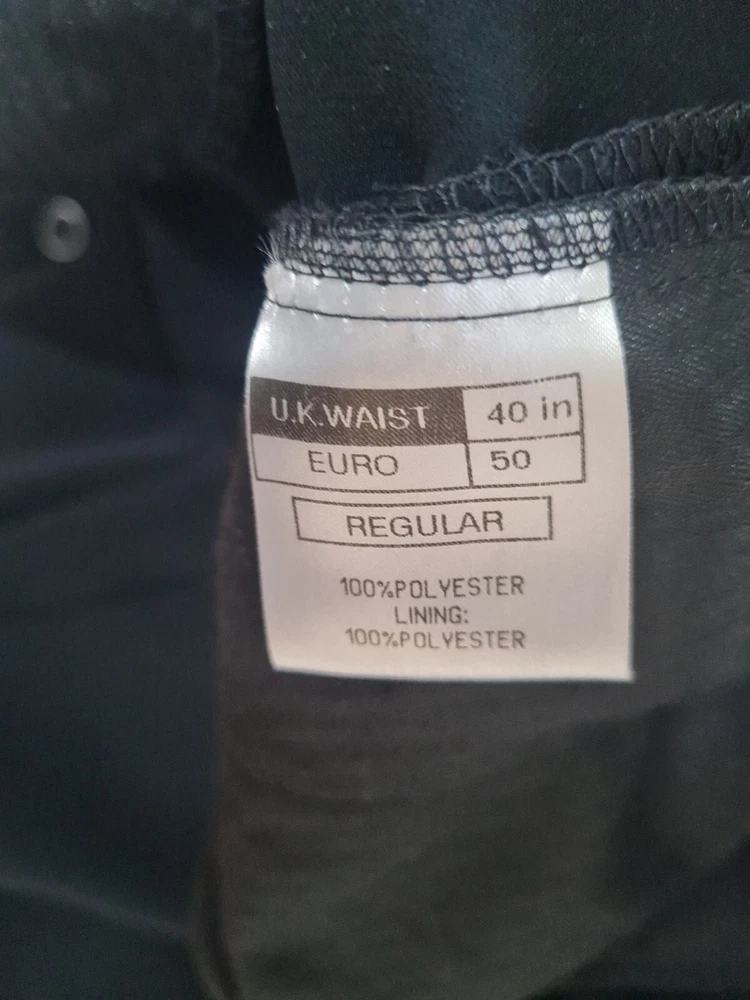 U.K.WAIST 40 in
EURO 50
REGULAR
100%POLYESTER
LINING:
100%POLYESTER